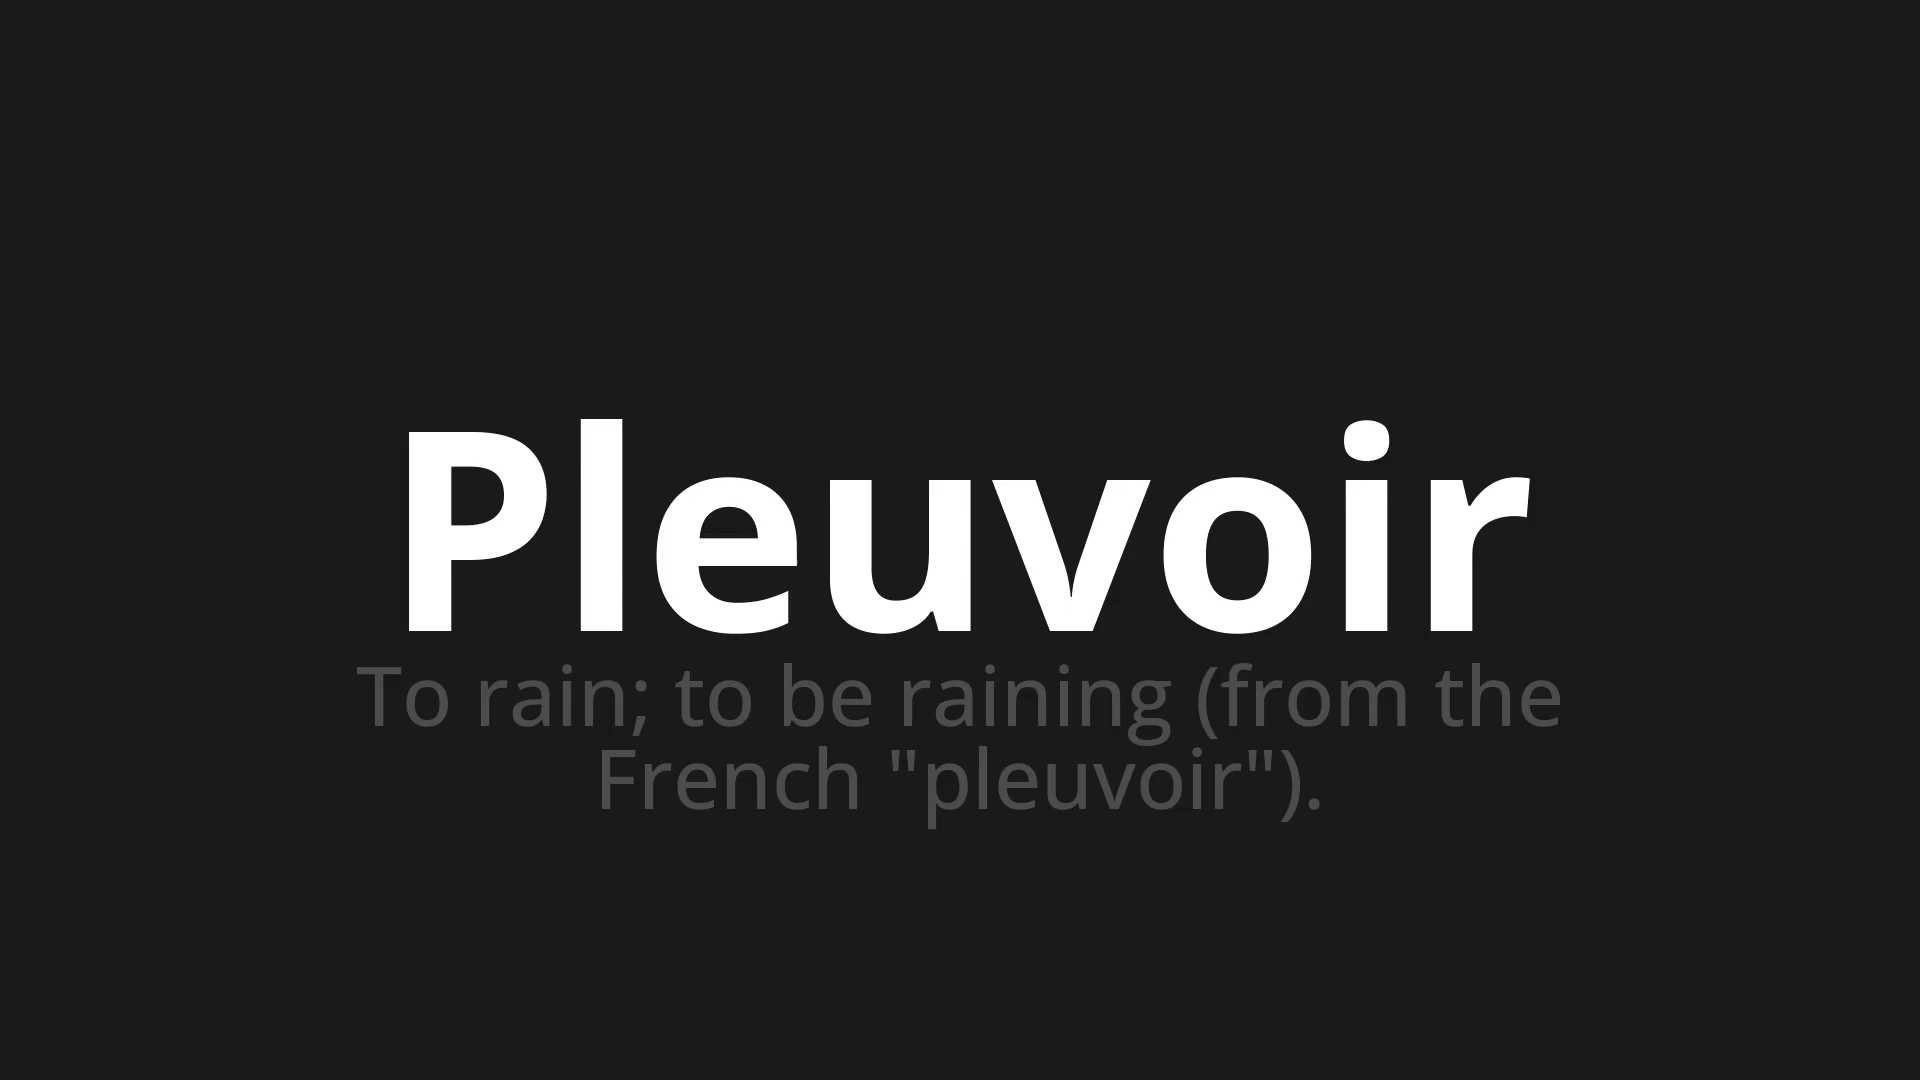 Pleuvoir
To rain; to be raining (from the
French "pleuvoir").